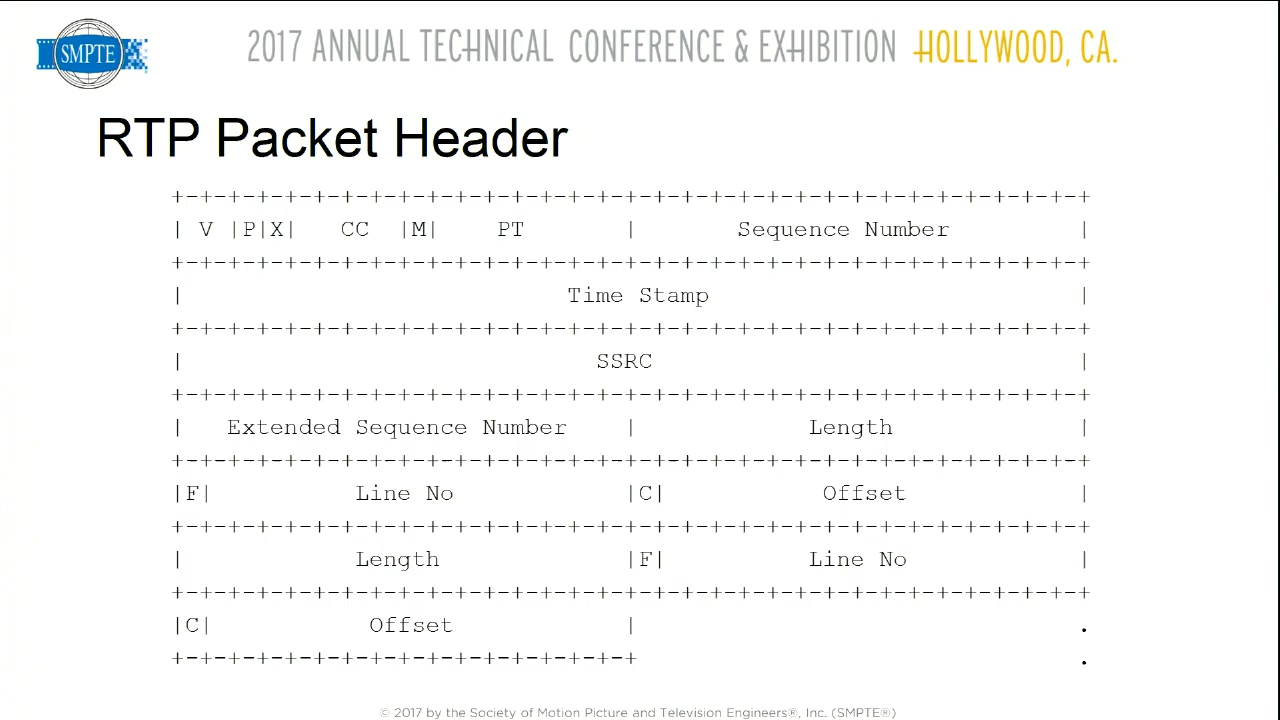 SMPTE
2017 ANNUAL TECHNICAL CONFERENCE & EXHIBITION HOLLYWOOD, CA.
RTP Packet Header
+-+-+-+-+-+-+-+-+-+-+-+-+-+-+-+-+-+-+-+-+-+-+-+-+-+-+-+-+-+-+-+-+
| V |P|X|   CC  |M|    PT       |       Sequence Number         |
+-+-+-+-+-+-+-+-+-+-+-+-+-+-+-+-+-+-+-+-+-+-+-+-+-+-+-+-+-+-+-+-+
|                           Time Stamp                          |
+-+-+-+-+-+-+-+-+-+-+-+-+-+-+-+-+-+-+-+-+-+-+-+-+-+-+-+-+-+-+-+-+
|                             SSRC                              |
+-+-+-+-+-+-+-+-+-+-+-+-+-+-+-+-+-+-+-+-+-+-+-+-+-+-+-+-+-+-+-+-+
|   Extended Sequence Number    |            Length             |
+-+-+-+-+-+-+-+-+-+-+-+-+-+-+-+-+-+-+-+-+-+-+-+-+-+-+-+-+-+-+-+-+
|F|          Line No            |C|           Offset            |
+-+-+-+-+-+-+-+-+-+-+-+-+-+-+-+-+-+-+-+-+-+-+-+-+-+-+-+-+-+-+-+-+
|            Length             |F|          Line No            |
+-+-+-+-+-+-+-+-+-+-+-+-+-+-+-+-+-+-+-+-+-+-+-+-+-+-+-+-+-+-+-+-+
|C|           Offset            |                               .
+-+-+-+-+-+-+-+-+-+-+-+-+-+-+-+-+                               .
© 2017 by the Society of Motion Picture and Television Engineers®, Inc. (SMPTE®)